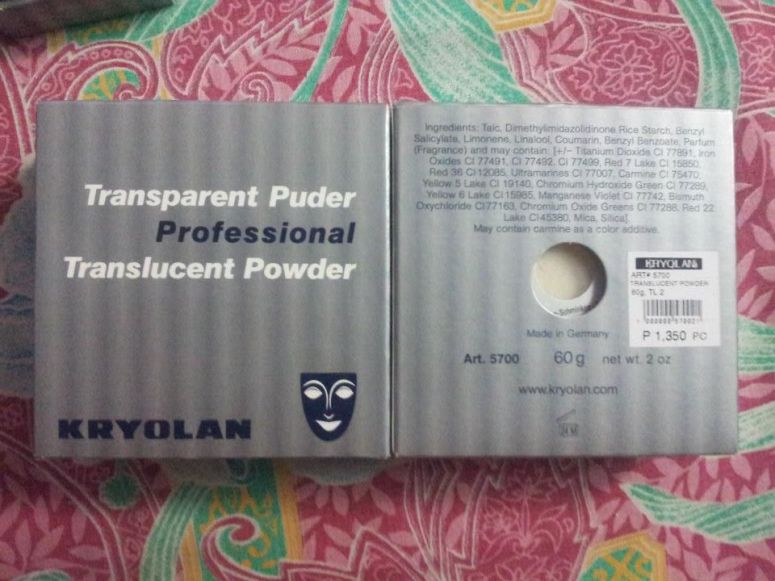 Transparent Puder
Professional
Translucent Powder
KRYOLAN
Ingredients: Talc, Dimethylimidazolidinone Rice Starch, Benzyl
Salicylate, Limonene, Linalool, Coumarin, Benzyl Benzoate, Parfum
(Fragrance) and may contain: [+/- Titanium Dioxide CI 77891, Iron
Oxides CI 77491, CI 77492, CI 77499, Red 7 Lake CI 15850,
Red 36 CI 12085, Ultramarines CI 77007, Carmine CI 75470,
Yellow 5 Lake CI 19140, Chromium Hydroxide Green CI 77289,
Yellow 6 Lake CI 15985, Manganese Violet CI 77742, Bismuth
Oxychloride CI 77163, Chromium Oxide Greens CI 77288, Red 22
Lake CI 45380, Mica, Silica].
May contain carmine as a color additive.
KRYOLAN
ART# 5700
TRANSLUCENT POWDER
60g, TL 2
P 1,350 PC
Made in Germany
Art. 5700 60 g net wt. 2 oz
www.kryolan.com
24 M